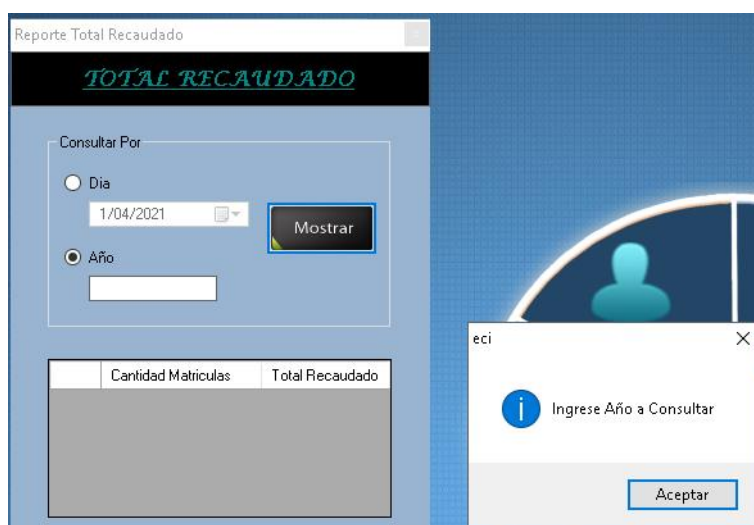 Reporte Total Recaudado
TOTAL RECAUDADO
Consultar Por
Dia
1/04/2021
Mostrar
Año
Cantidad Matriculas Total Recaudado
eci
Ingrese Año a Consultar
Aceptar